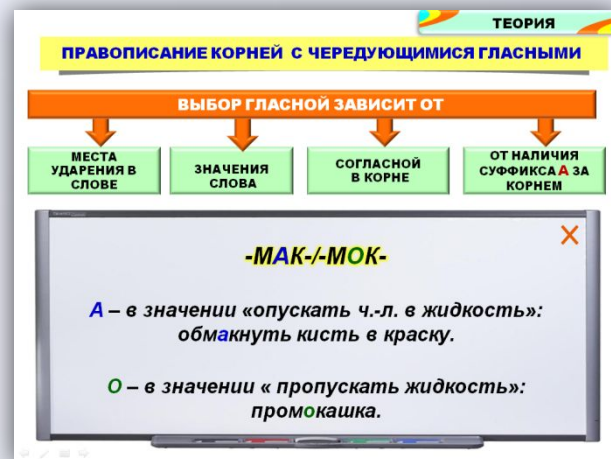 ТЕОРИЯ
ПРАВОПИСАНИЕ КОРНЕЙ С ЧЕРЕДУЮЩИМИСЯ ГЛАСНЫМИ
ВЫБОР ГЛАСНОЙ ЗАВИСИТ ОТ
МЕСТА
УДАРЕНИЯ В
СЛОВЕ
ЗНАЧЕНИЯ
СЛОВА
СОГЛАСНОЙ
В КОРНЕ
ОТ НАЛИЧИЯ
СУФФИКСА А ЗА
КОРНЕМ
-МАК-/-МОК-
А – в значении «опускать ч.-л. в жидкость»:
обмакнуть кисть в краску.
О – в значении « пропускать жидкость»:
промокашка.